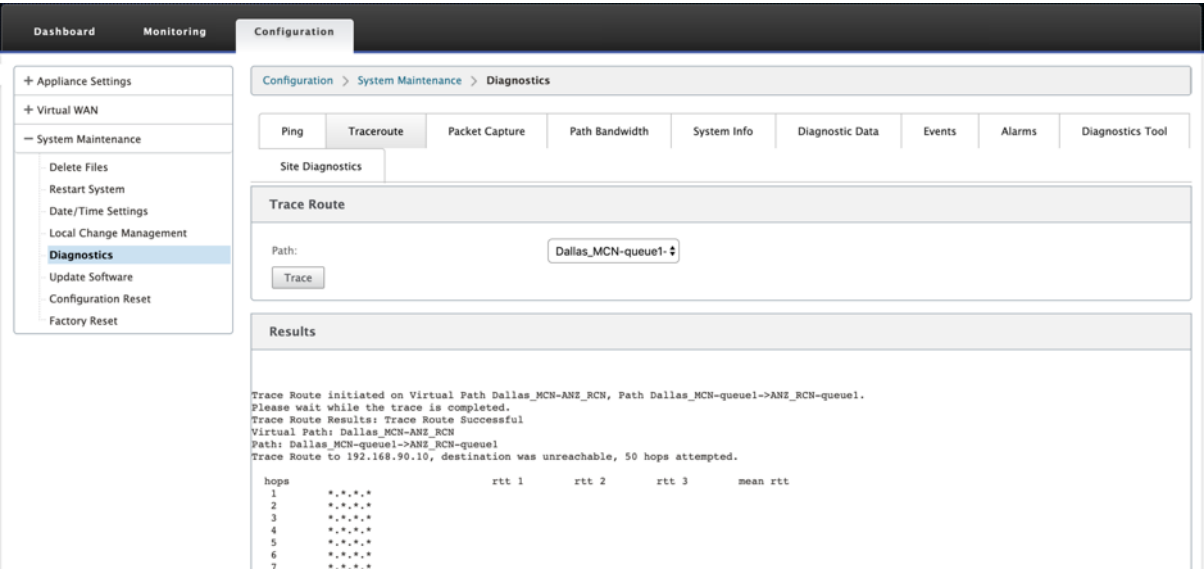 Dashboard Monitoring Configuration
+ Appliance Settings
+ Virtual WAN
− System Maintenance
Delete Files
Restart System
Date/Time Settings
Local Change Management
Diagnostics
Update Software
Configuration Reset
Factory Reset
Configuration > System Maintenance > Diagnostics
Ping Traceroute Packet Capture Path Bandwidth System Info Diagnostic Data Events Alarms Diagnostics Tool
Site Diagnostics
Trace Route
Path: Dallas_MCN-queue1-
Trace
Results
Trace Route initiated on Virtual Path Dallas_MCN-ANZ_RCN, Path Dallas_MCN-queue1->ANZ_RCN-queue1.
Please wait while the trace is completed.
Trace Route Results: Trace Route Successful
Virtual Path: Dallas_MCN-ANZ_RCN
Path: Dallas_MCN-queue1->ANZ_RCN-queue1
Trace Route to 192.168.90.10, destination was unreachable, 50 hops attempted.
hops rtt 1 rtt 2 rtt 3 mean rtt
1 *.*.*.*
2 *.*.*.*
3 *.*.*.*
4 *.*.*.*
5 *.*.*.*
6 *.*.*.*
7 *.*.*.*